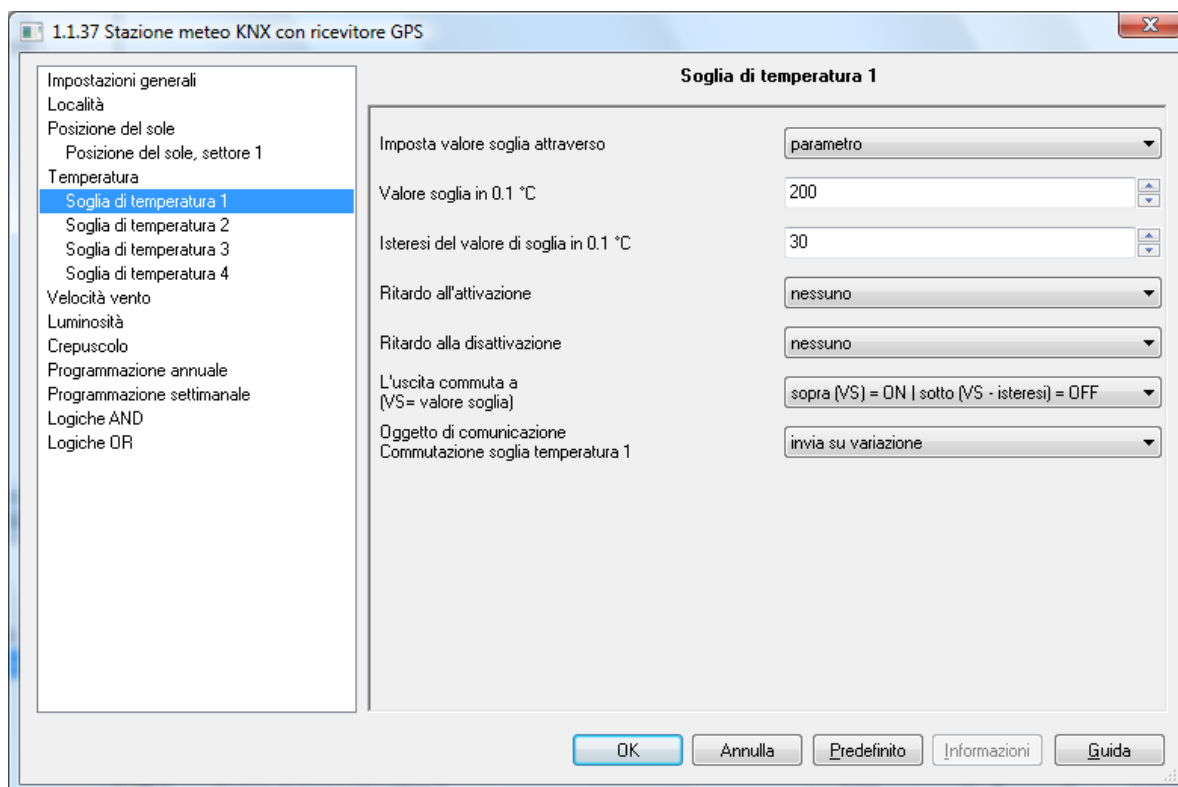 1.1.37 Stazione meteo KNX con ricevitore GPS
Impostazioni generali
Località
Posizione del sole
Posizione del sole, settore 1
Temperatura
Soglia di temperatura 1
Soglia di temperatura 2
Soglia di temperatura 3
Soglia di temperatura 4
Velocità vento
Luminosità
Crepuscolo
Programmazione annuale
Programmazione settimanale
Logiche AND
Logiche OR
Soglia di temperatura 1
Imposta valore soglia attraverso parametro
Valore soglia in 0.1 °C 200
Isteresi del valore di soglia in 0.1 °C 30
Ritardo all'attivazione nessuno
Ritardo alla disattivazione nessuno
L'uscita commuta a
(VS= valore soglia) sopra (VS) = ON | sotto (VS - isteresi) = OFF
Oggetto di comunicazione
Commutazione soglia temperatura 1 invia su variazione
OK Annulla Predefinito Informazioni Guida